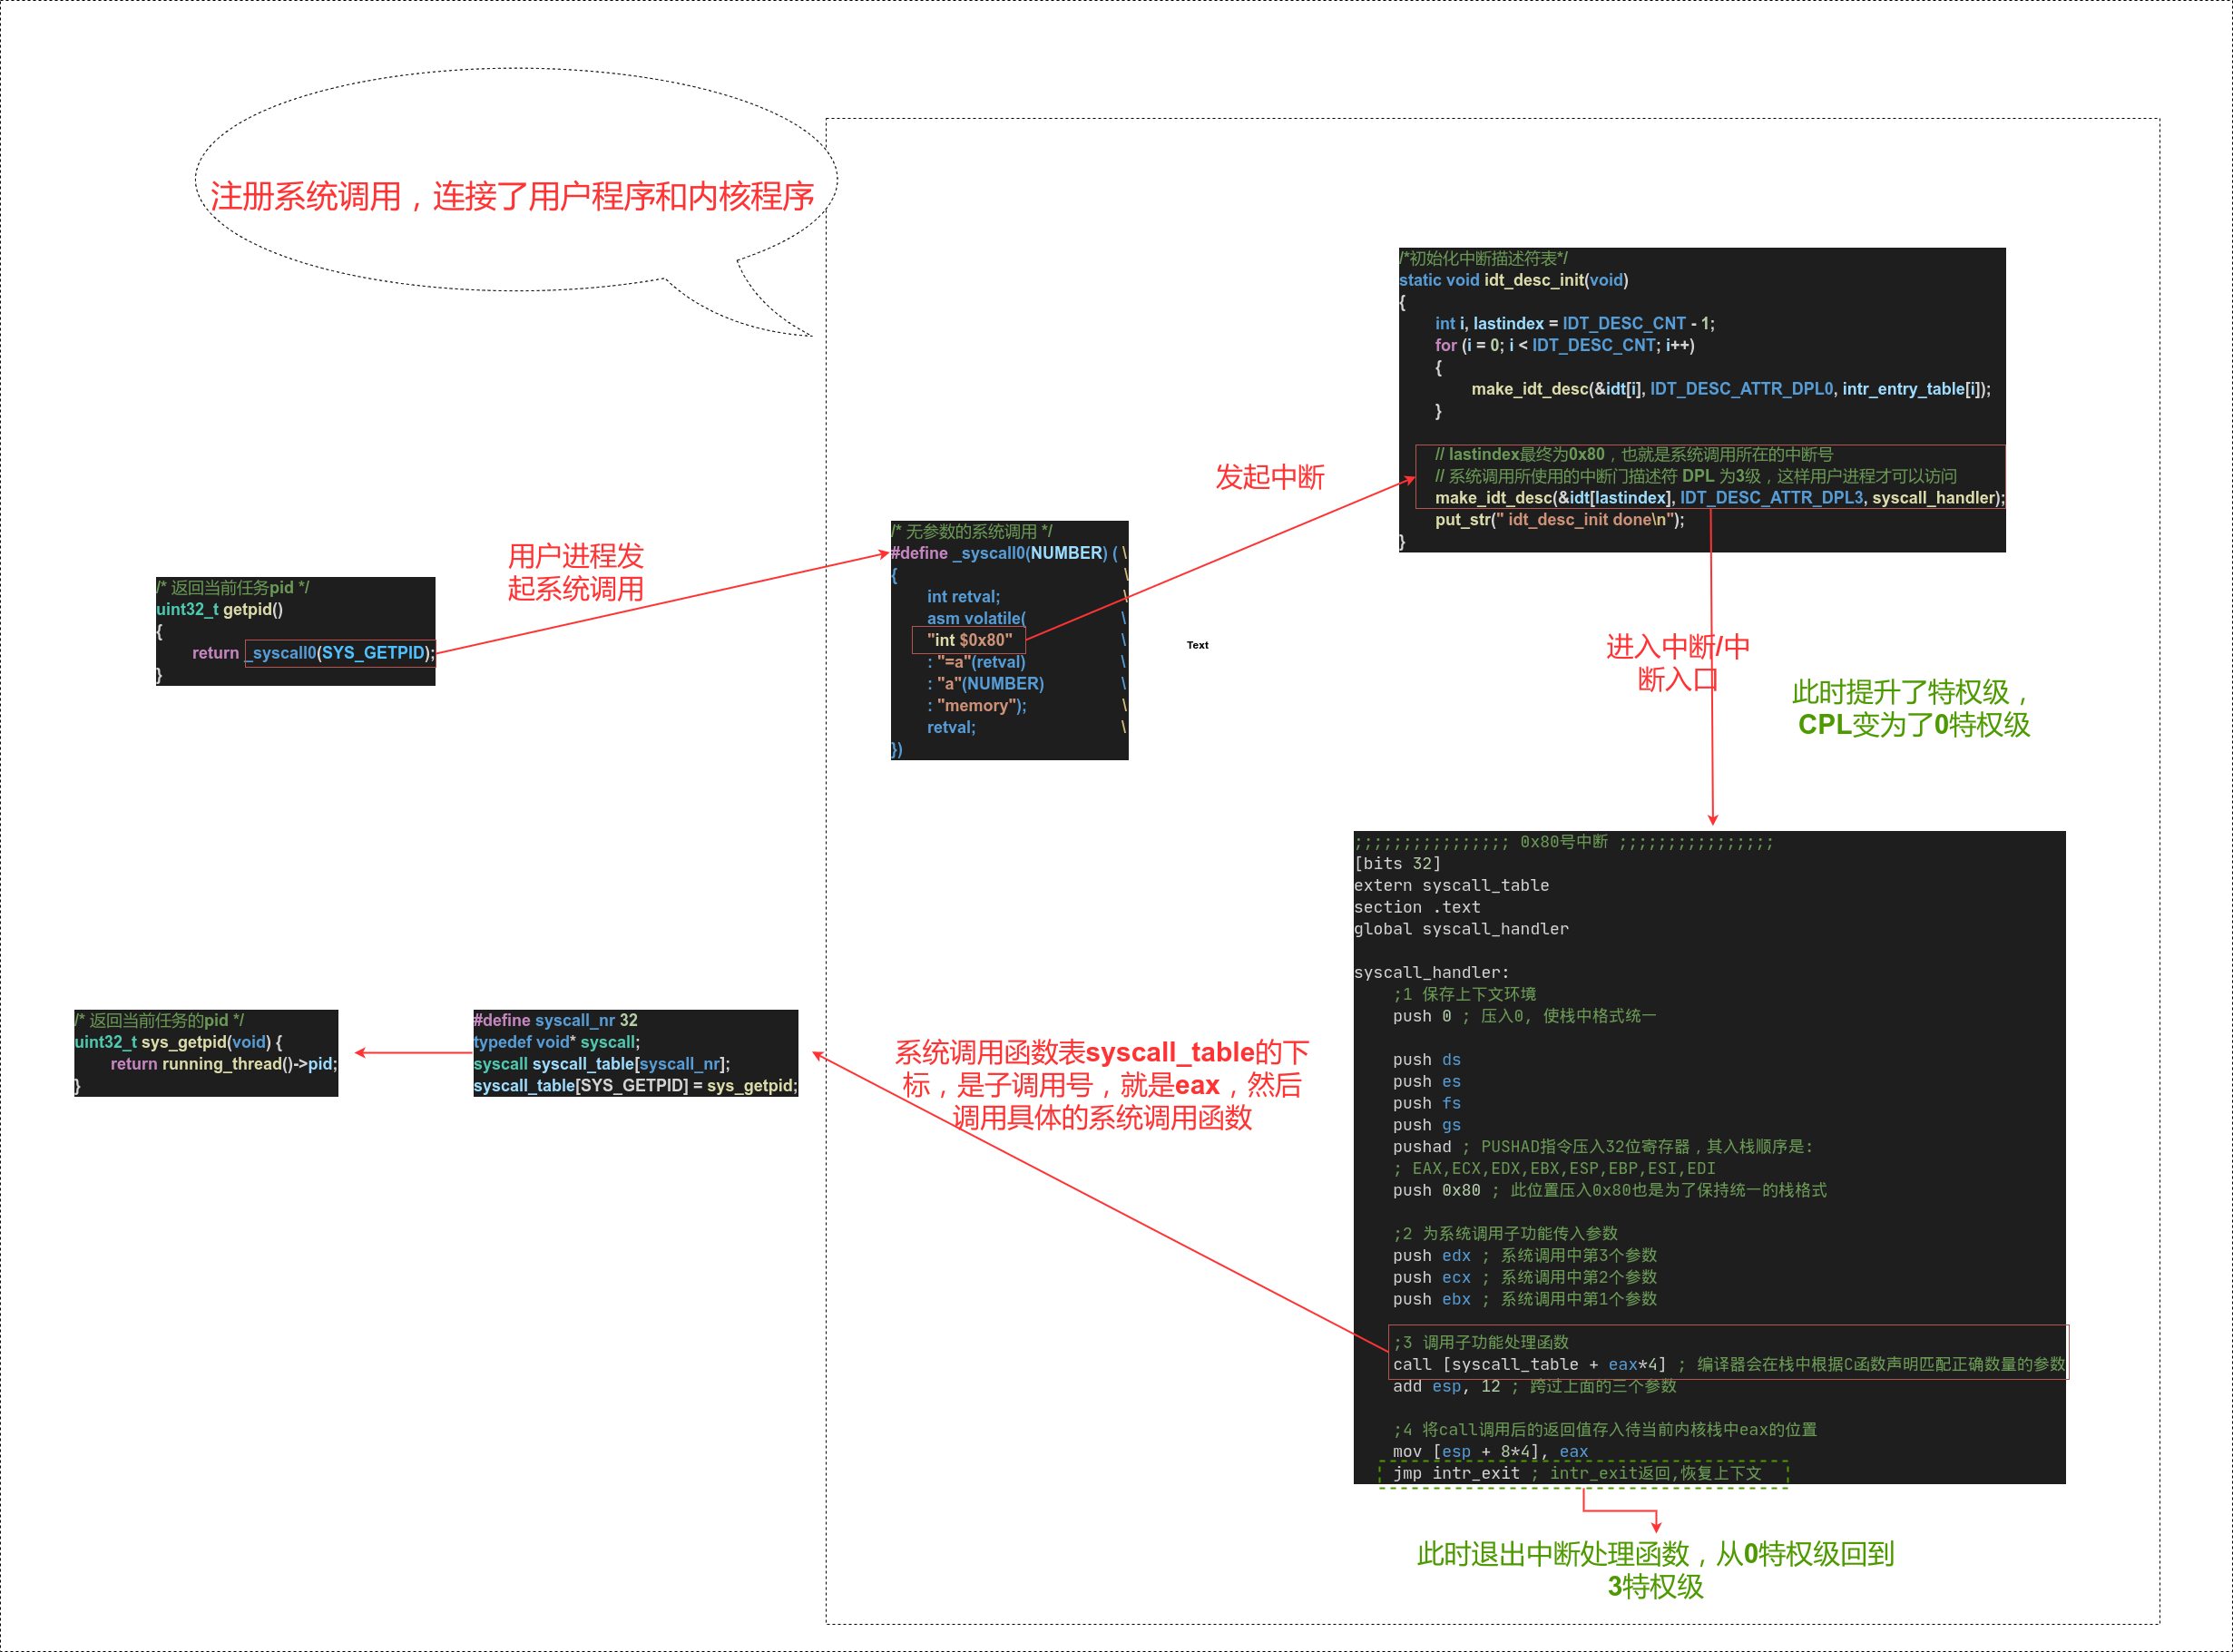 注册系统调用，连接了用户程序和内核程序
/*初始化中断描述符表*/
static void idt_desc_init(void)
{
int i, lastindex = IDT_DESC_CNT - 1;
for (i = 0; i < IDT_DESC_CNT; i++)
{
make_idt_desc(&idt[i], IDT_DESC_ATTR_DPL0, intr_entry_table[i]);
}
// lastindex最终为0x80，也就是系统调用所在的中断号
// 系统调用所使用的中断门描述符 DPL 为3级，这样用户进程才可以访问
make_idt_desc(&idt[lastindex], IDT_DESC_ATTR_DPL3, syscall_handler);
put_str(" idt_desc_init done\n");
}
发起中断
用户进程发
起系统调用
/* 返回当前任务pid */
uint32_t getpid()
{
return _syscall0(SYS_GETPID);
}
/* 无参数的系统调用 */
#define _syscall0(NUMBER) ( \
{ \
int retval; \
asm volatile( \
"int $0x80" \
: "=a"(retval) \
: "a"(NUMBER) \
: "memory"); \
retval; \
})
Text
进入中断/中
断入口
此时提升了特权级，
CPL变为了0特权级
;;;;;;;;;;;;;;;; 0x80号中断 ;;;;;;;;;;;;;;;;
[bits 32]
extern syscall_table
section .text
global syscall_handler
syscall_handler:
;1 保存上下文环境
push 0 ; 压入0, 使栈中格式统一
push ds
push es
push fs
push gs
pushad ; PUSHAD指令压入32位寄存器，其入栈顺序是:
; EAX,ECX,EDX,EBX,ESP,EBP,ESI,EDI
push 0x80 ; 此位置压入0x80也是为了保持统一的栈格式
;2 为系统调用子功能传入参数
push edx ; 系统调用中第3个参数
push ecx ; 系统调用中第2个参数
push ebx ; 系统调用中第1个参数
;3 调用子功能处理函数
call [syscall_table + eax*4] ; 编译器会在栈中根据C函数声明匹配正确数量的参数
add esp, 12 ; 跨过上面的三个参数
;4 将call调用后的返回值存入待当前内核栈中eax的位置
mov [esp + 8*4], eax
jmp intr_exit ; intr_exit返回,恢复上下文
此时退出中断处理函数，从0特权级回到
3特权级
系统调用函数表syscall_table的下
标，是子调用号，就是eax，然后
调用具体的系统调用函数
#define syscall_nr 32
typedef void* syscall;
syscall syscall_table[syscall_nr];
syscall_table[SYS_GETPID] = sys_getpid;
/* 返回当前任务的pid */
uint32_t sys_getpid(void) {
return running_thread()->pid;
}